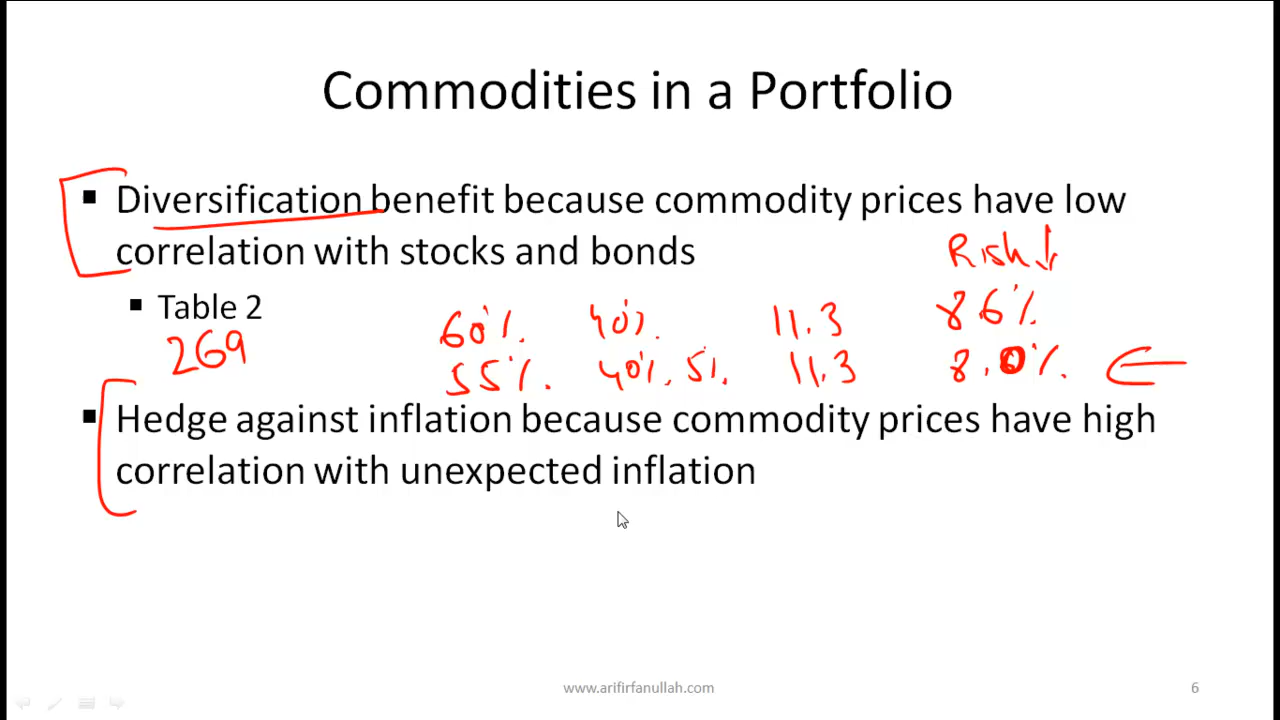 Commodities in a Portfolio
▪ Diversification benefit because commodity prices have low
correlation with stocks and bonds
Risk↓
▪ Table 2
269
60% 40% 11.3 8.6%
55% 40% 5% 11.3 8.0% ←
▪ Hedge against inflation because commodity prices have high
correlation with unexpected inflation
www.arifirfanullah.com
6